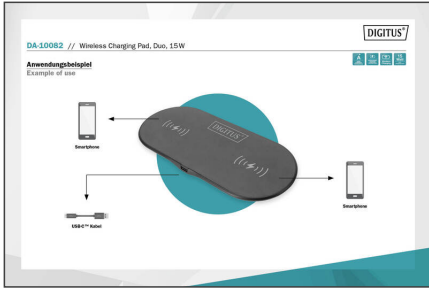 DIGITUS®
DA-10082 // Wireless Charging Pad, Duo, 15W
Anwendungsbeispiel
Example of use
DIGITUS
Smartphone
Smartphone
USB-C™ Kabel